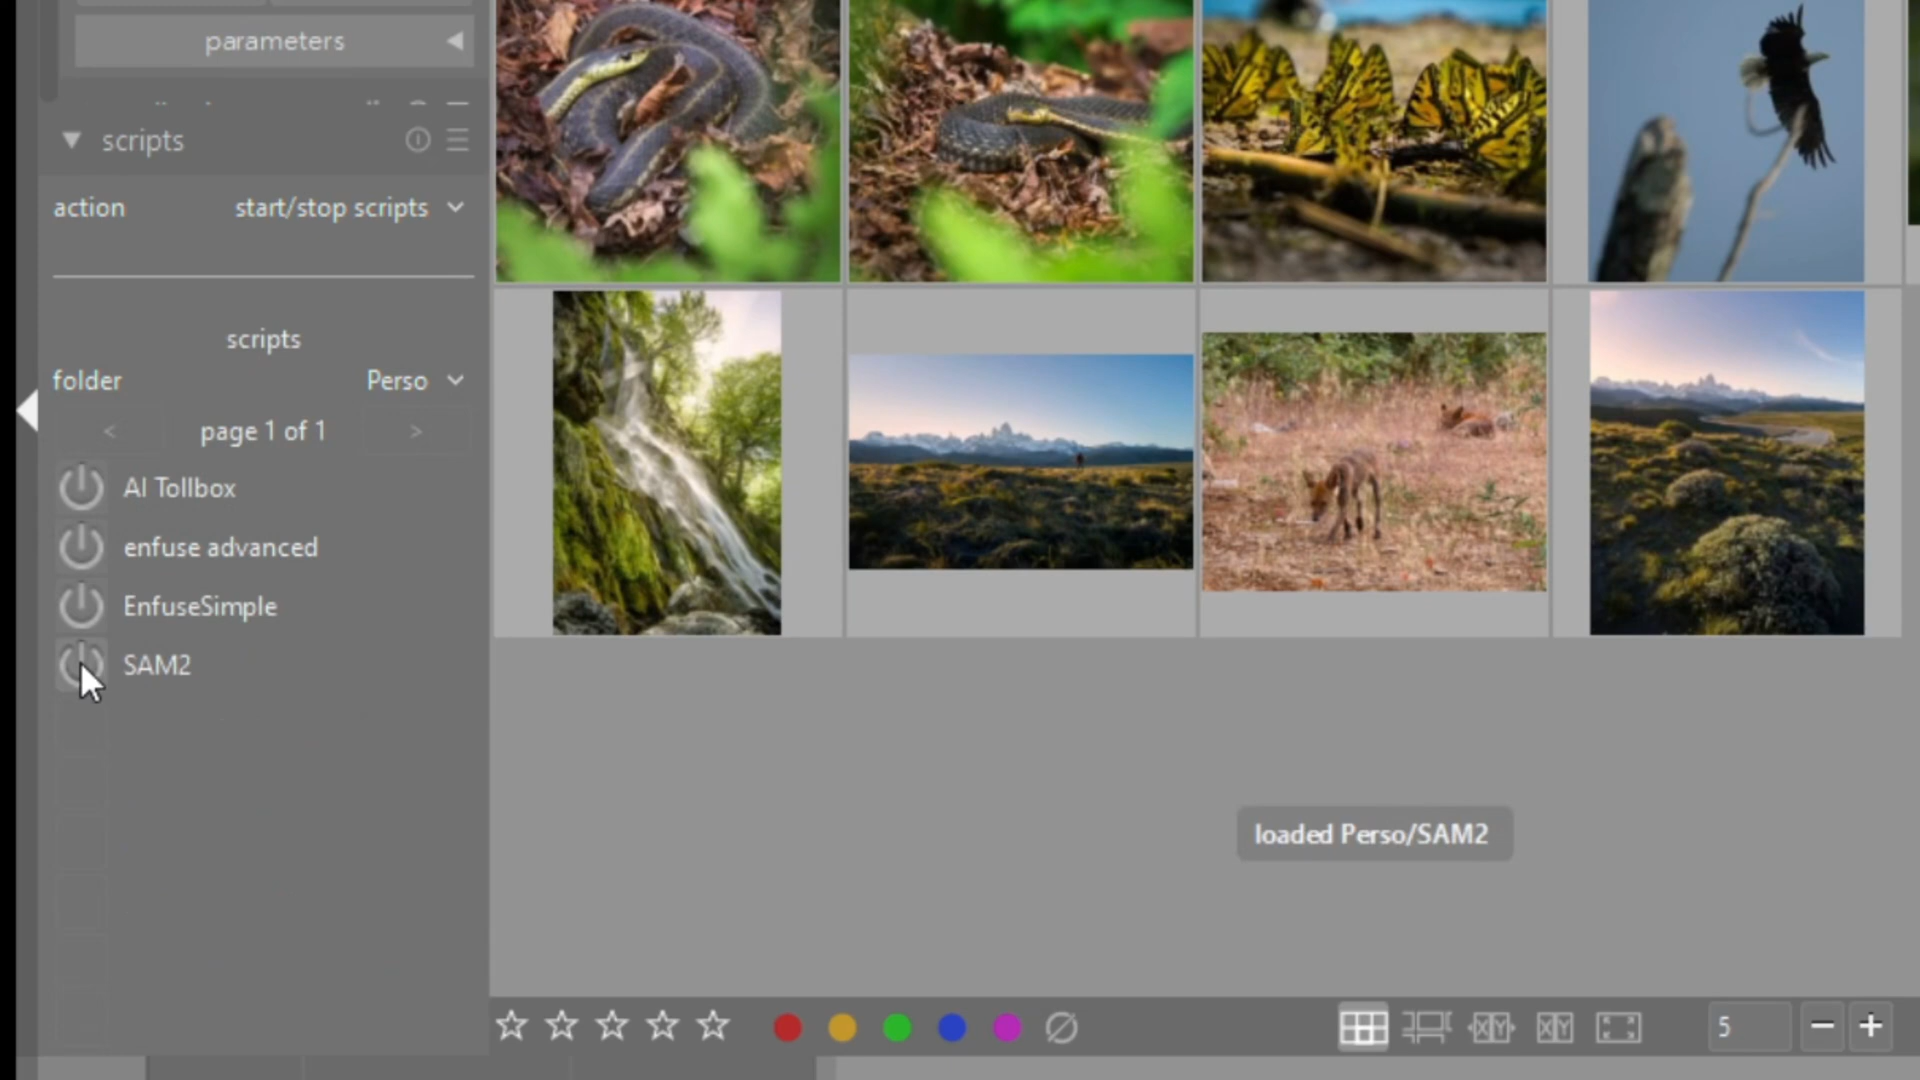 parameters
scripts
action start/stop scripts
scripts
folder Perso
< page 1 of 1 >
AI Tollbox
enfuse advanced
EnfuseSimple
SAM2
loaded Perso/SAM2
5